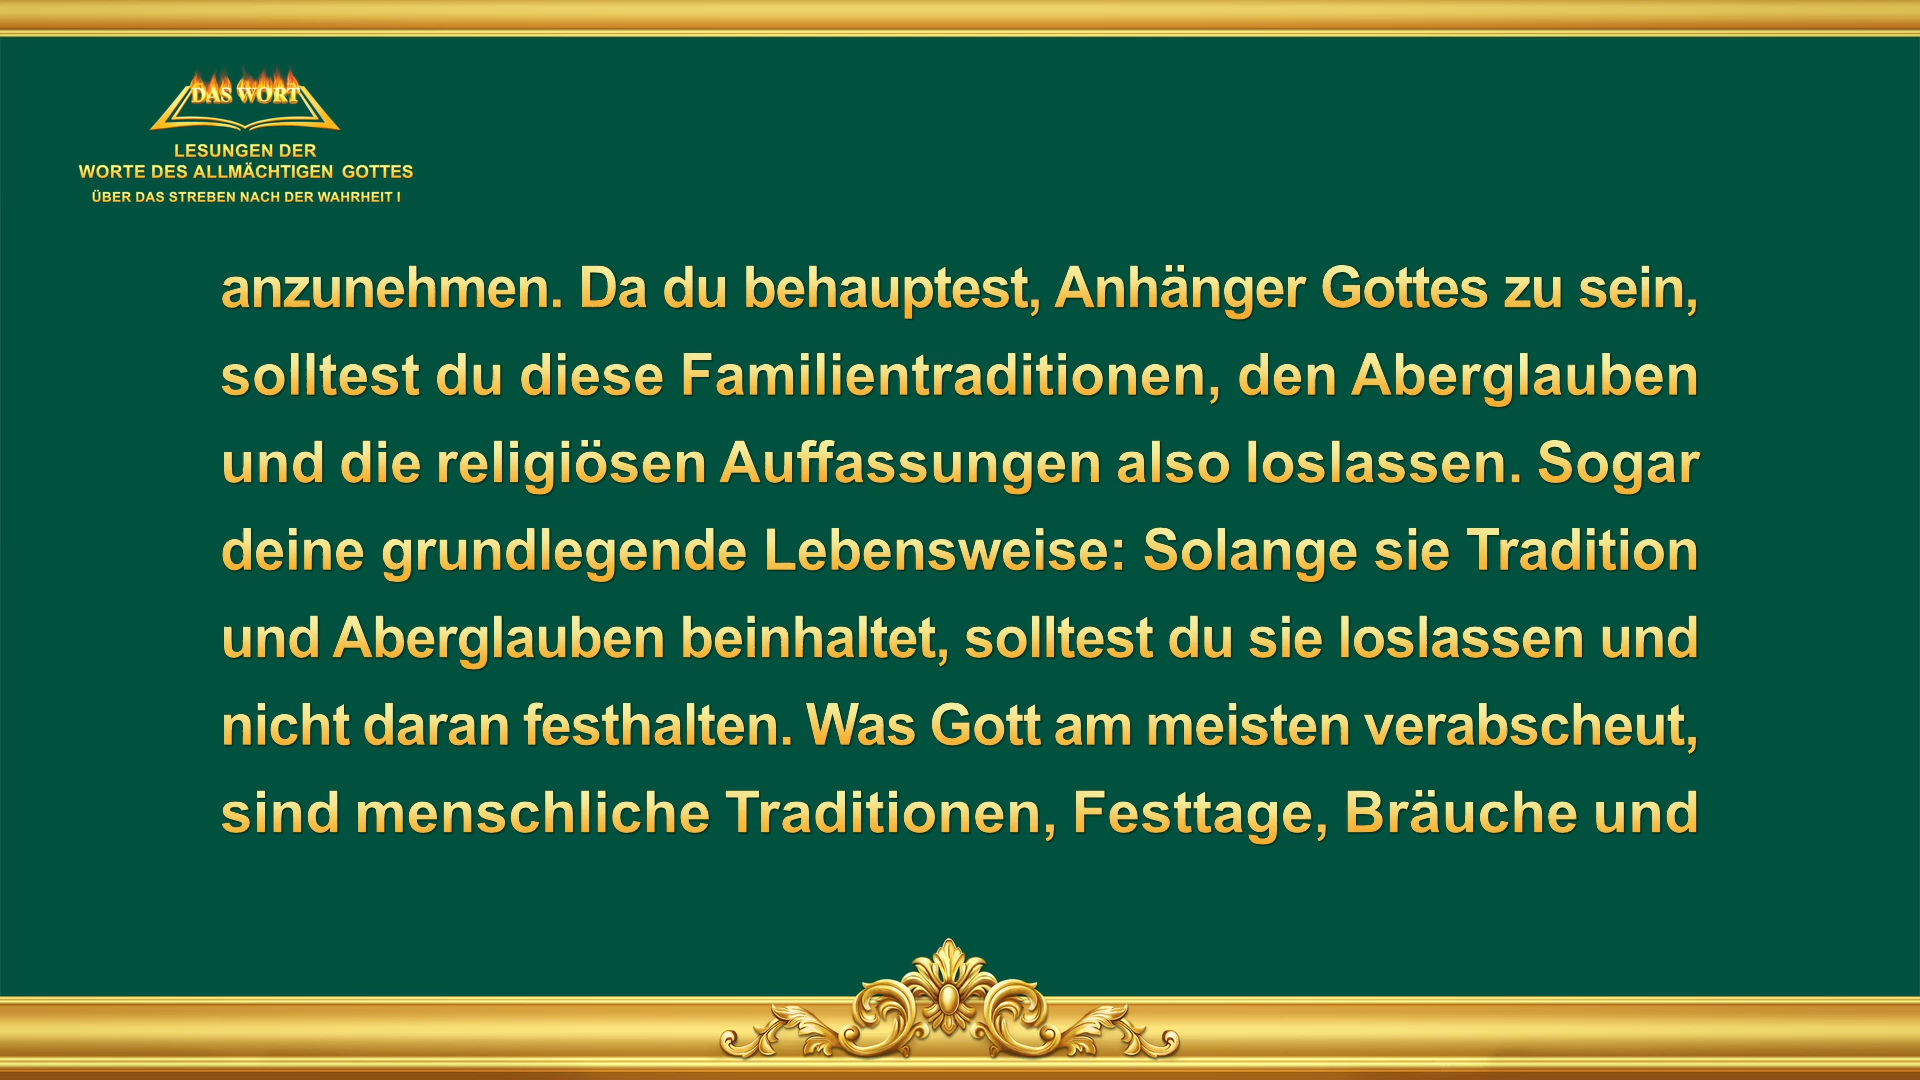 DAS WORT
LESUNGEN DER
WORTE DES ALLMÄCHTIGEN GOTTES
ÜBER DAS STREBEN NACH DER WAHRHEIT I
anzunehmen. Da du behauptest, Anhänger Gottes zu sein,
solltest du diese Familientraditionen, den Aberglauben
und die religiösen Auffassungen also loslassen. Sogar
deine grundlegende Lebensweise: Solange sie Tradition
und Aberglauben beinhaltet, solltest du sie loslassen und
nicht daran festhalten. Was Gott am meisten verabscheut,
sind menschliche Traditionen, Festtage, Bräuche und